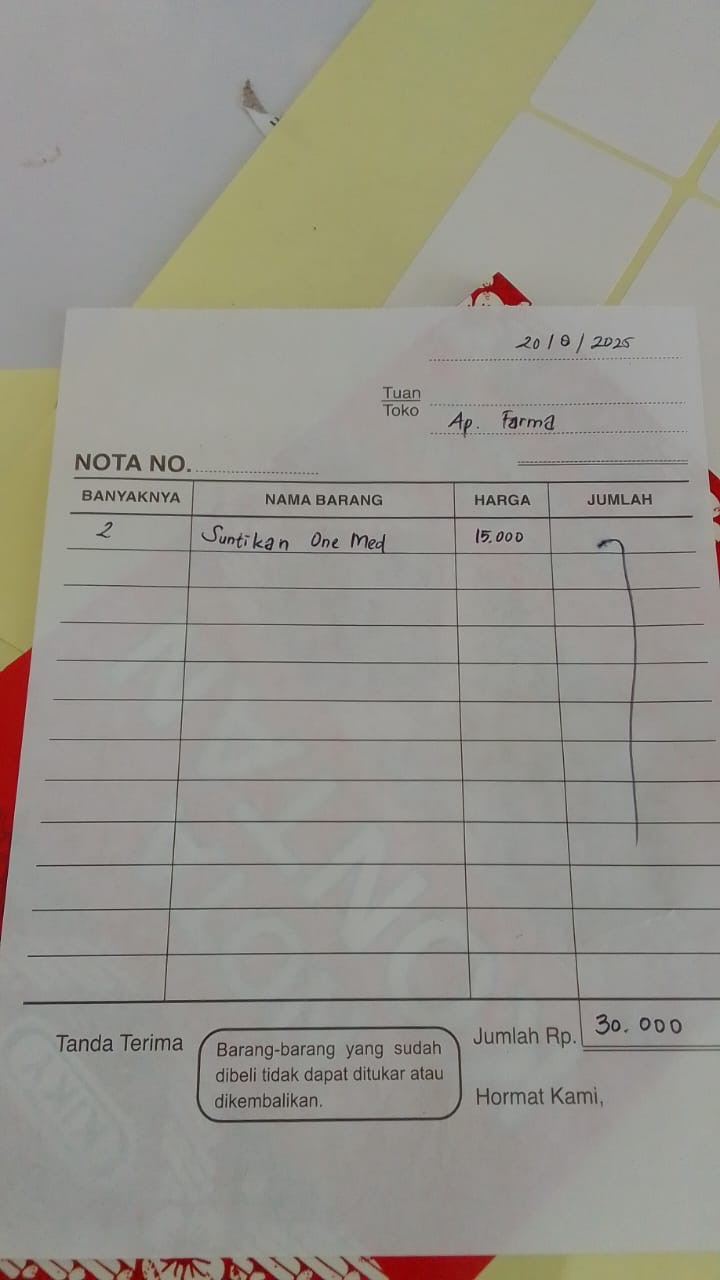 20/8/2025
Tuan
Toko
Ap. Farma
NOTA NO.
BANYAKNYA NAMA BARANG HARGA JUMLAH
2 Suntikan One Med 15.000
Tanda Terima
Barang-barang yang sudah
dibeli tidak dapat ditukar atau
dikembalikan.
Jumlah Rp. 30.000
Hormat Kami,